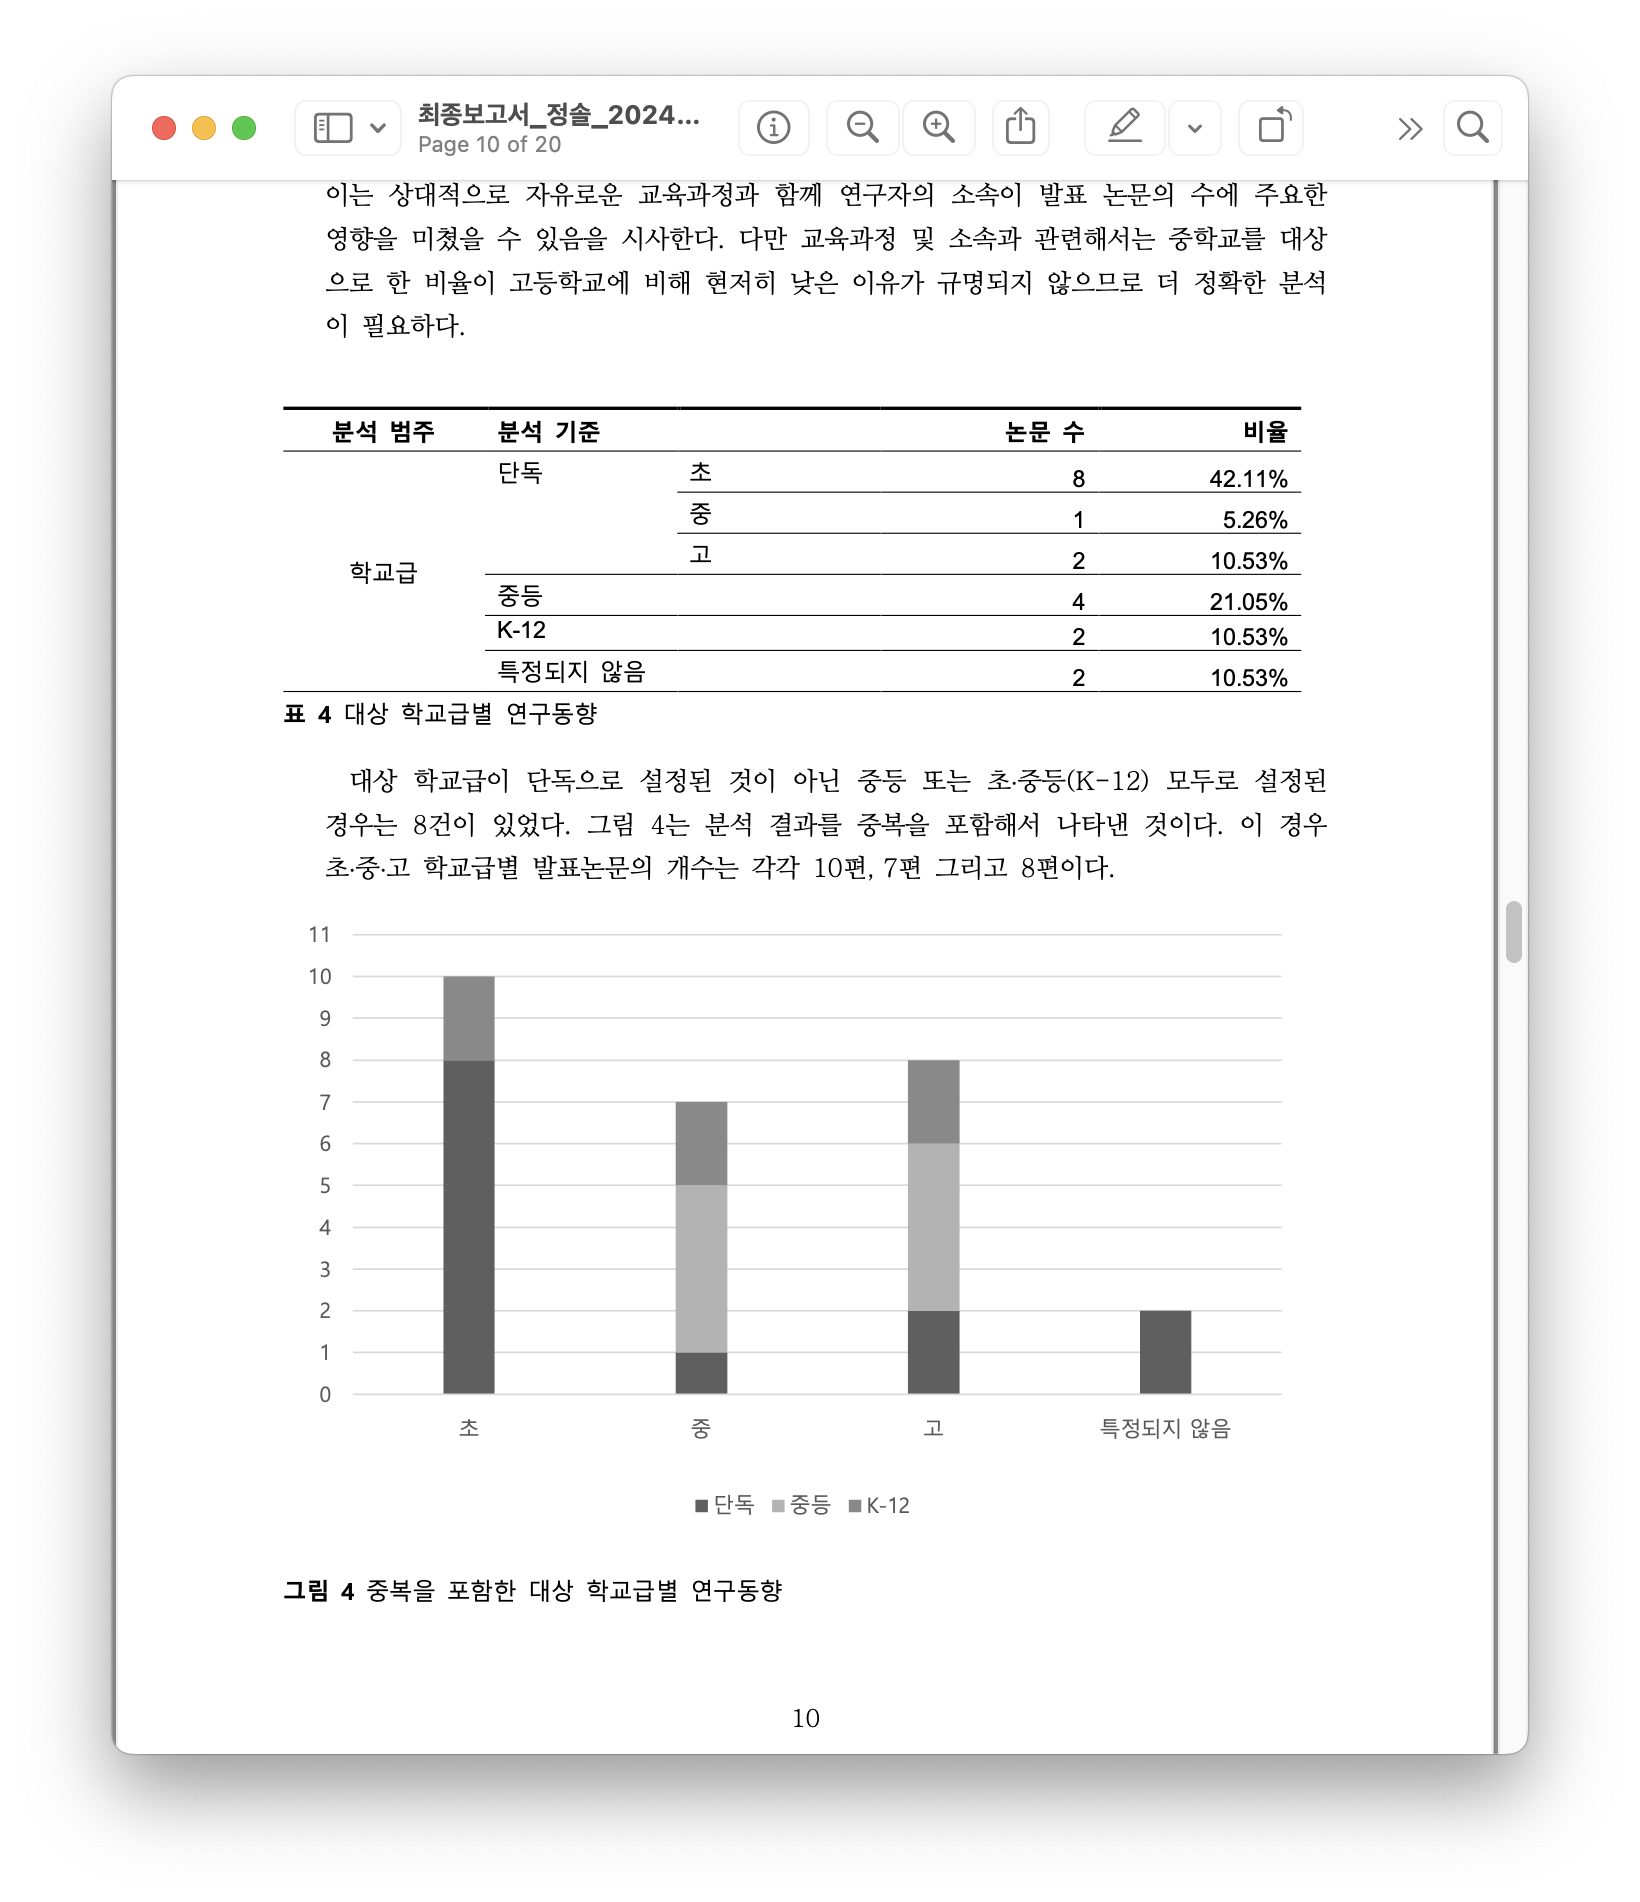 최종보고서_정솔_2024...
Page 10 of 20
이는 상대적으로 자유로운 교육과정과 함께 연구자의 소속이 발표 논문의 수에 주요한
영향을 미쳤을 수 있음을 시사한다. 다만 교육과정 및 소속과 관련해서는 중학교를 대상
으로 한 비율이 고등학교에 비해 현저히 낮은 이유가 규명되지 않으므로 더 정확한 분석
이 필요하다.
분석 범주 분석 기준 논문 수 비율
단독 초 8 42.11%
중 1 5.26%
고 2 10.53%
학교급
중등 4 21.05%
K-12 2 10.53%
특정되지 않음 2 10.53%
표 4 대상 학교급별 연구동향
대상 학교급이 단독으로 설정된 것이 아닌 중등 또는 초·중등(K-12) 모두로 설정된
경우는 8건이 있었다. 그림 4는 분석 결과를 중복을 포함해서 나타낸 것이다. 이 경우
초·중·고 학교급별 발표논문의 개수는 각각 10편, 7편 그리고 8편이다.
11
10
9
8
7
6
5
4
3
2
1
0
초 중 고 특정되지 않음
단독 중등 K-12
그림 4 중복을 포함한 대상 학교급별 연구동향
10